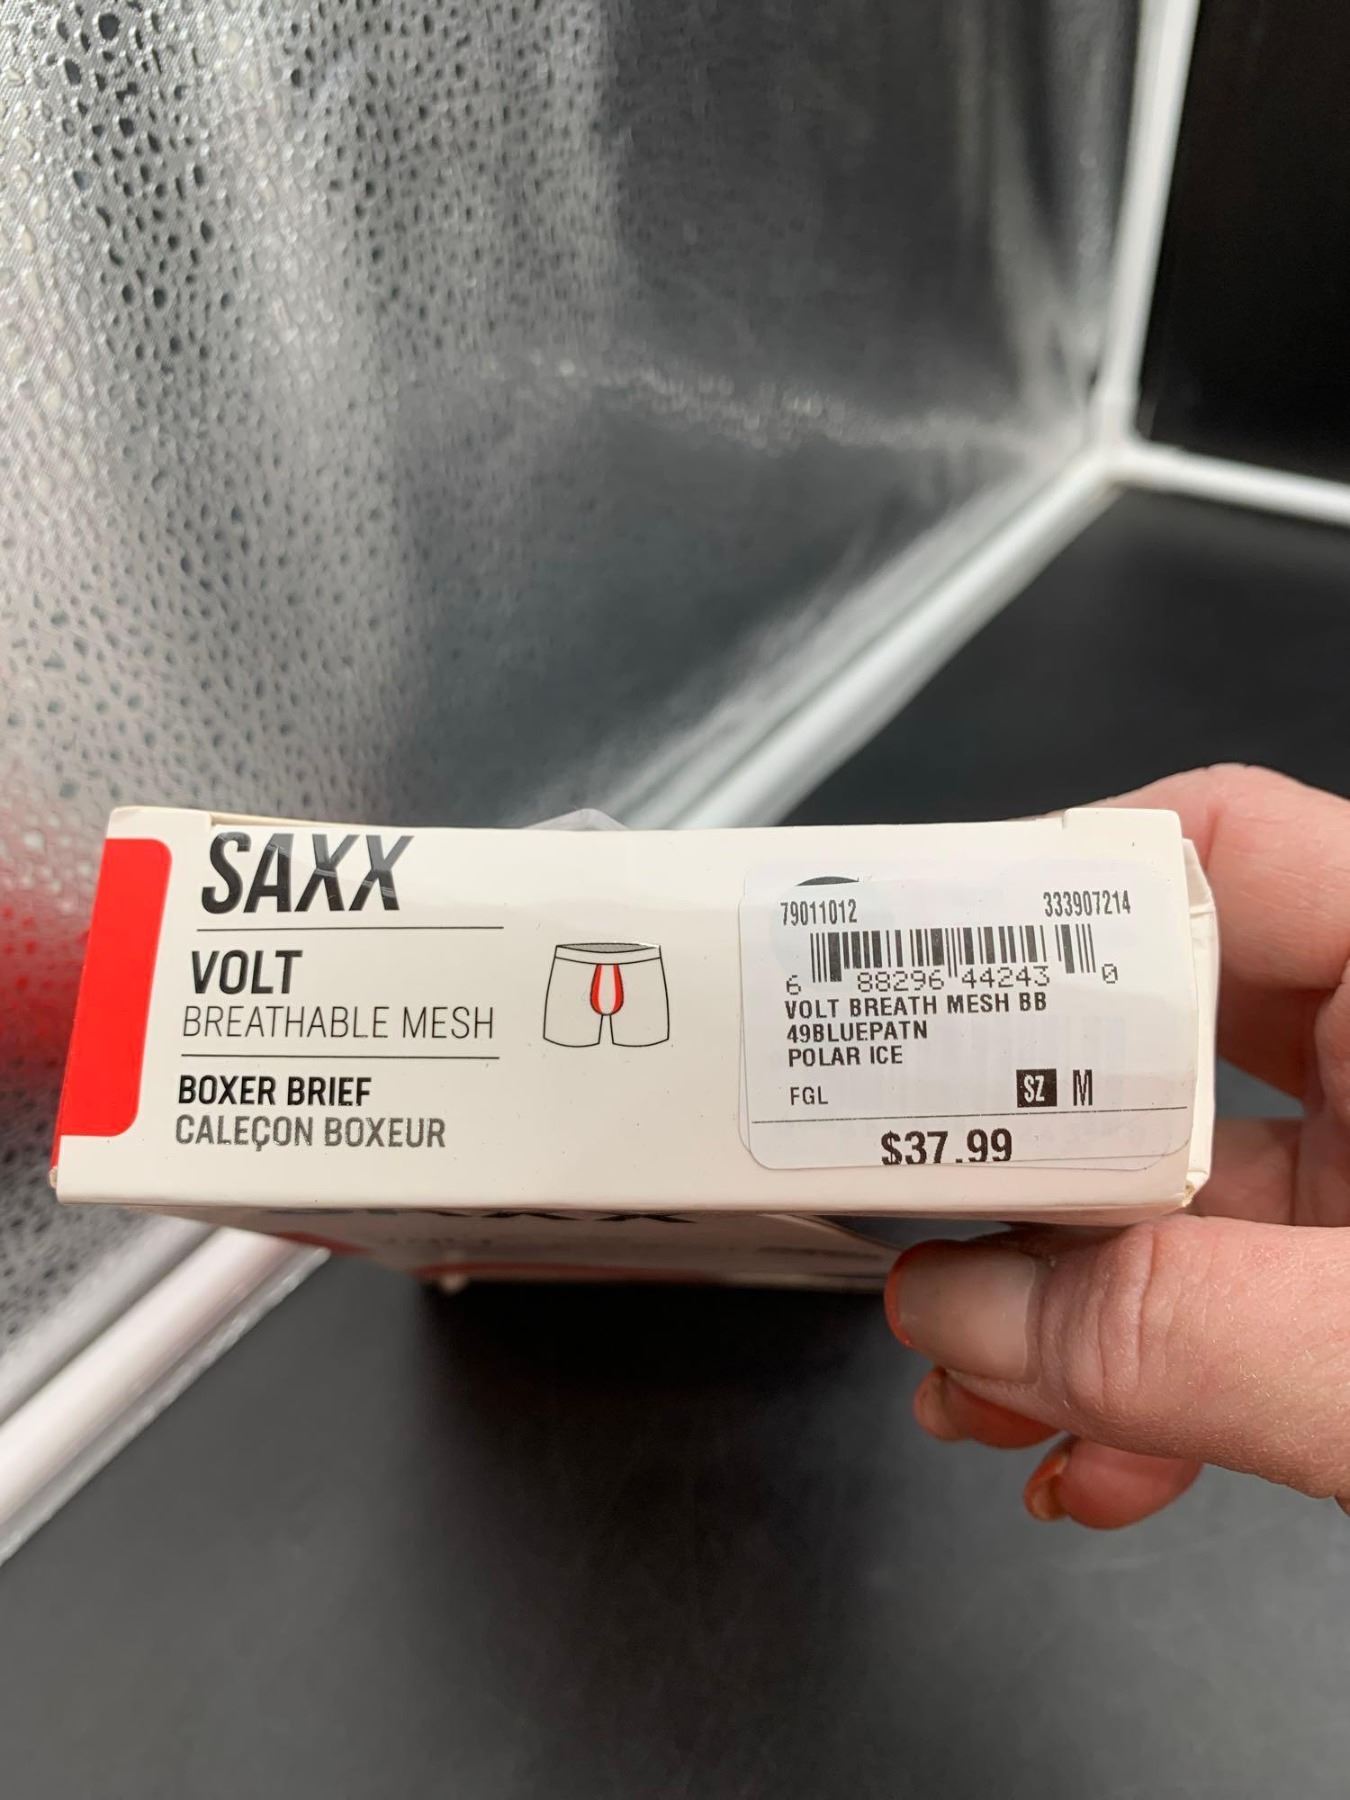 SAXX
VOLT
BREATHABLE MESH
BOXER BRIEF
CALEÇON BOXEUR
79011012 333907214
6 88296 44243 0
VOLT BREATH MESH BB
49BLUEPATN
POLAR ICE
FGL SZ M
$37.99